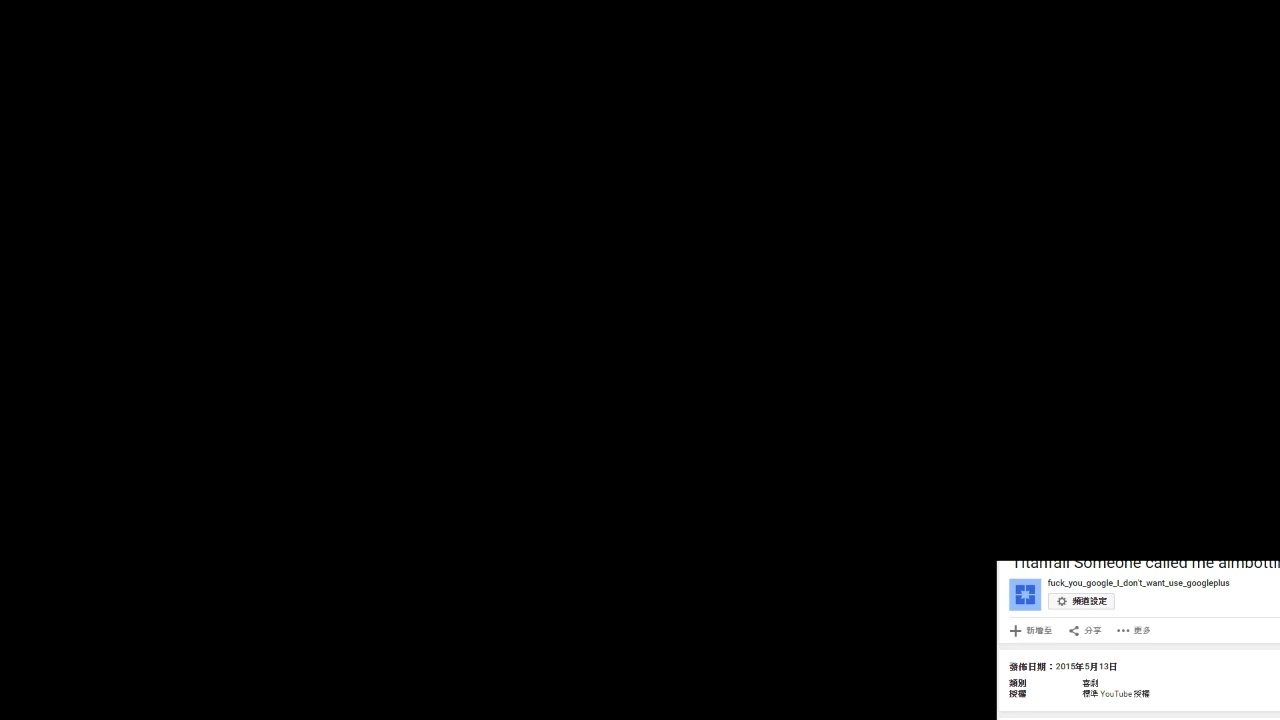 Titanfall Someone called me aimbotti
fuck_you_google_I_don't_want_use_googleplus
頻道設定
新增至 分享 更多
發佈日期：2015年5月13日
類別 喜劇
授權 標準 YouTube 授權